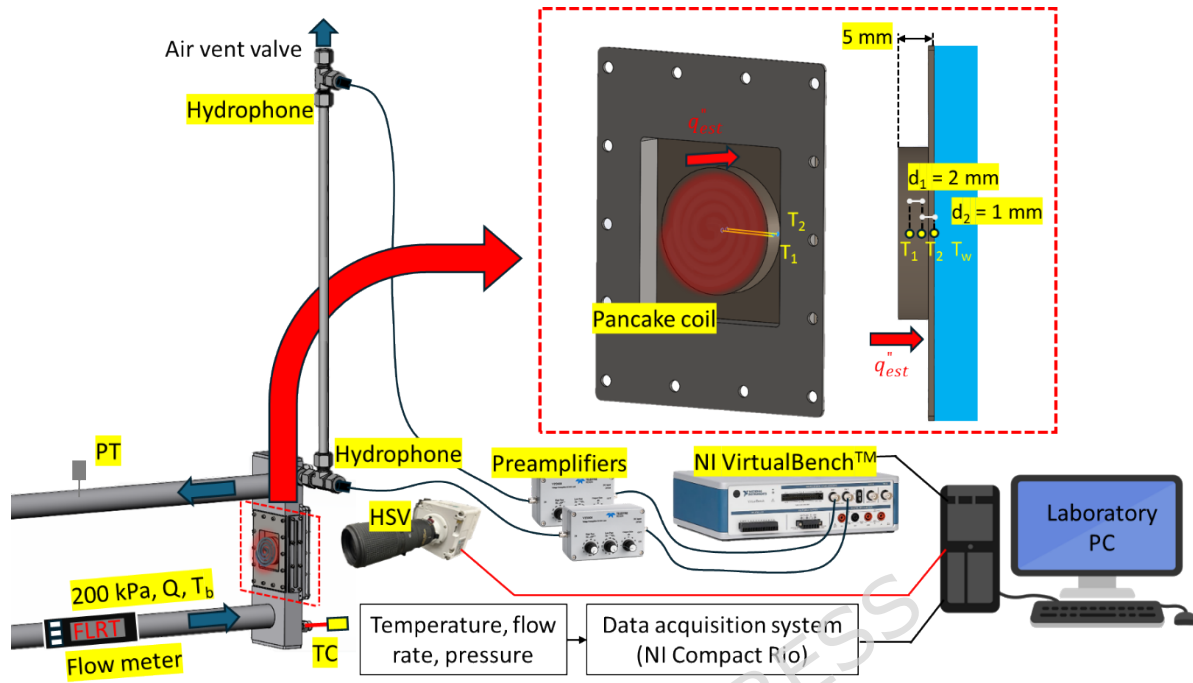 Air vent valve
Hydrophone
5 mm
q"est
d1 = 2 mm
d2 = 1 mm
T2
T1
T1 T2 Tw
Pancake coil
q"est
PT
Hydrophone
Preamplifiers
NI VirtualBench™
HSV
Laboratory
PC
200 kPa, Q, Tb
FLRT
Flow meter
TC
Temperature, flow
rate, pressure
Data acquisition system
(NI Compact Rio)
RESS